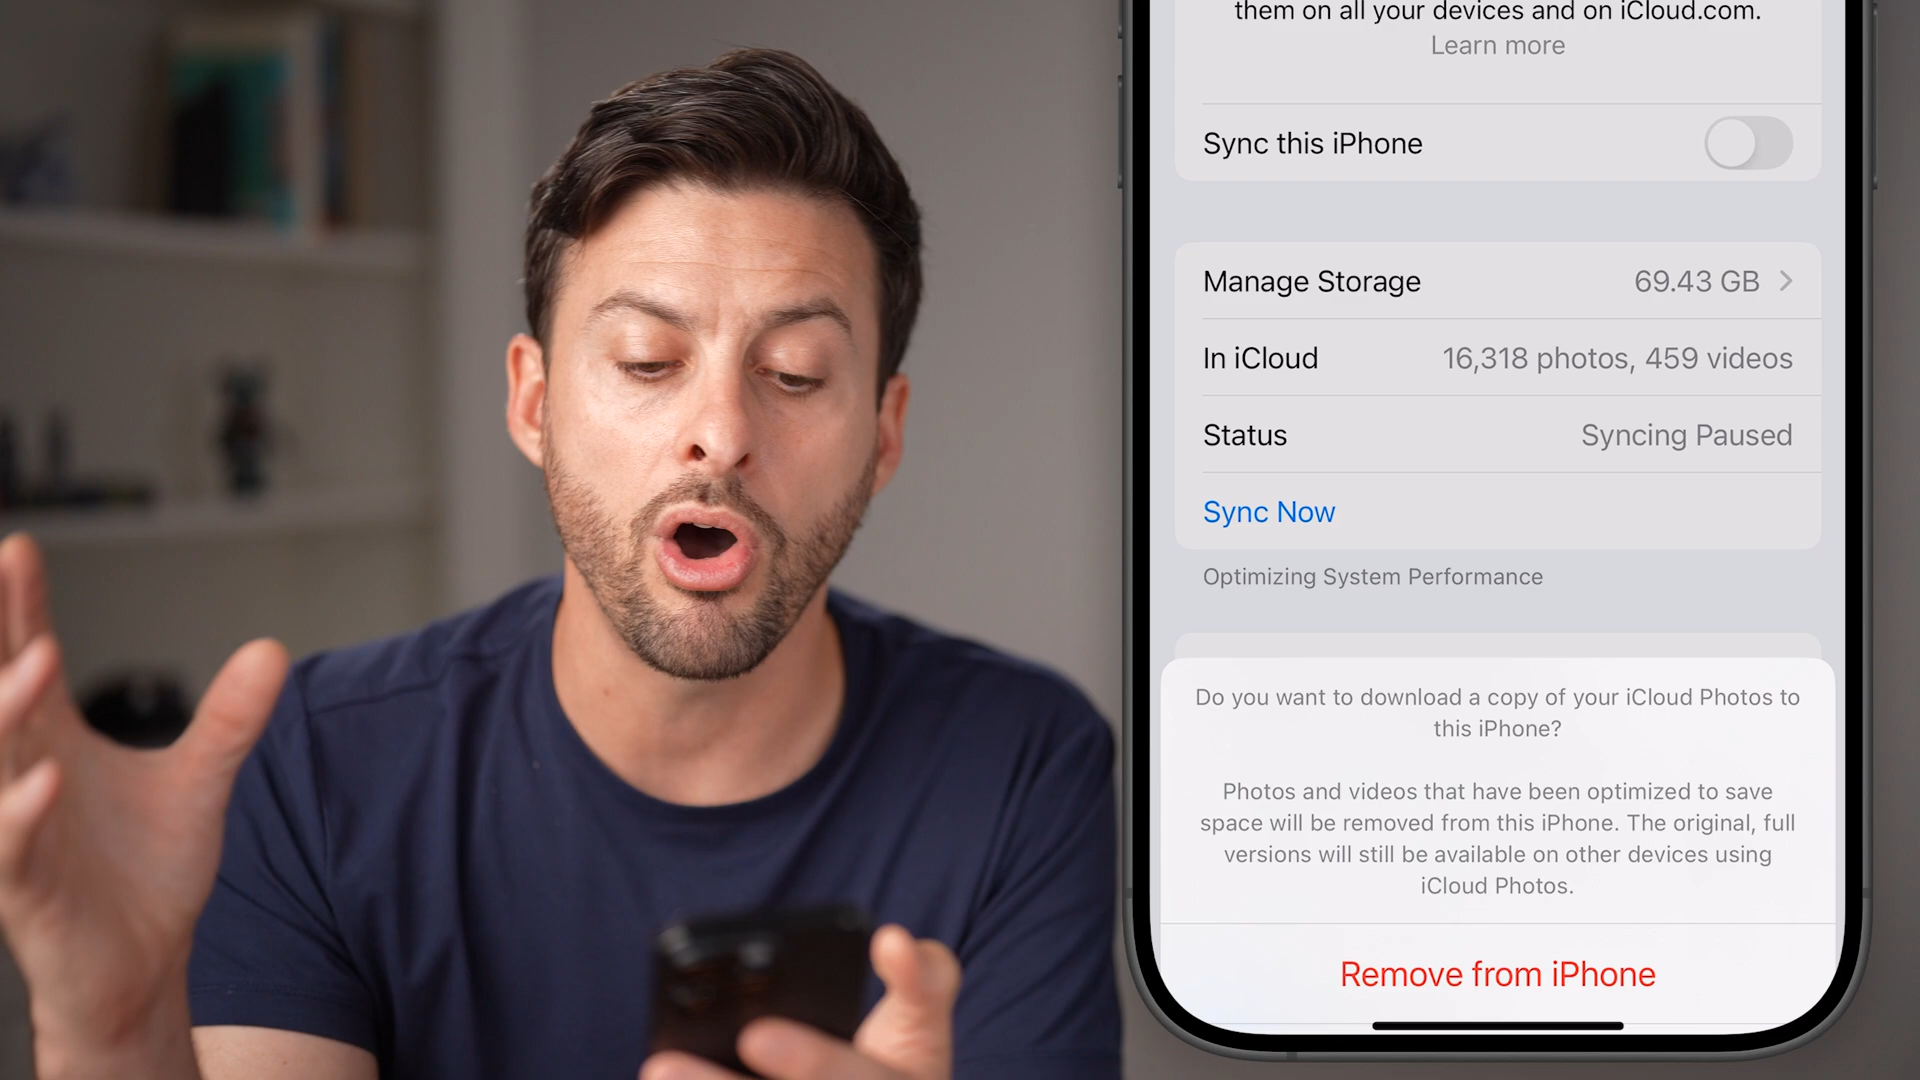 them on all your devices and on iCloud.com.
Learn more
Sync this iPhone
Manage Storage 69.43 GB
In iCloud 16,318 photos, 459 videos
Status Syncing Paused
Sync Now
Optimizing System Performance
Do you want to download a copy of your iCloud Photos to
this iPhone?
Photos and videos that have been optimized to save
space will be removed from this iPhone. The original, full
versions will still be available on other devices using
iCloud Photos.
Remove from iPhone